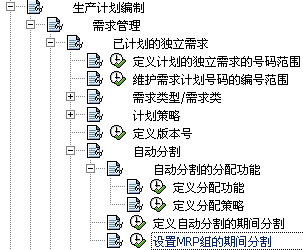 生产计划编制
需求管理
已计划的独立需求
定义计划的独立需求的号码范围
维护需求计划号码的编号范围
需求类型/需求类
计划策略
定义版本号
自动分割
自动分割的分配功能
定义分配功能
定义分配策略
定义自动分割的期间分割
设置MRP组的期间分割